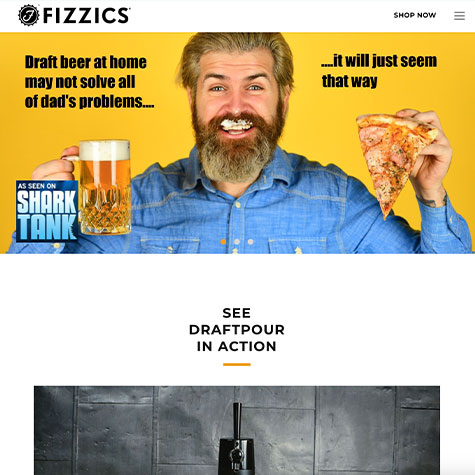 FIZZICS
SHOP NOW
Draft beer at home
may not solve all
of dad's problems....
....it will just seem
that way
AS SEEN ON
SHARK
TANK
SEE
DRAFTPOUR
IN ACTION